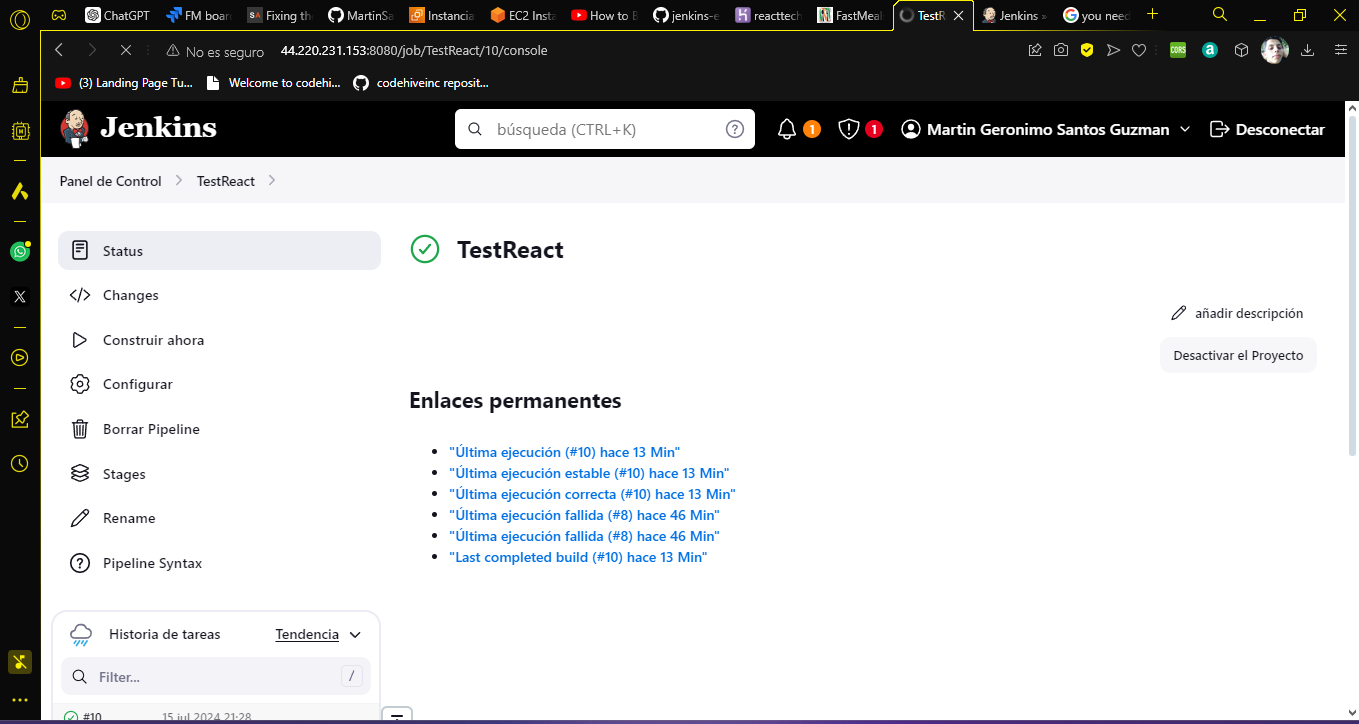 ChatGPT
FM boar
SA Fixing th
MartinSa
Instancia
EC2 Inst
How to B
jenkins-e
reacttech
FastMeal
TestR
Jenkins »
you need
No es seguro 44.220.231.153:8080/job/TestReact/10/console
CORS
a
(3) Landing Page Tu...
Welcome to codehi...
codehiveinc reposit...
Jenkins
búsqueda (CTRL+K)
?
1
1
Martin Geronimo Santos Guzman
Desconectar
Panel de Control
TestReact
Status
Changes
Construir ahora
Configurar
Borrar Pipeline
Stages
Rename
Pipeline Syntax
TestReact
añadir descripción
Desactivar el Proyecto
Enlaces permanentes
"Última ejecución (#10) hace 13 Min"
"Última ejecución estable (#10) hace 13 Min"
"Última ejecución correcta (#10) hace 13 Min"
"Última ejecución fallida (#8) hace 46 Min"
"Última ejecución fallida (#8) hace 46 Min"
"Last completed build (#10) hace 13 Min"
Historia de tareas
Tendencia
Filter...
/
#10
15 jul 2024 21:28